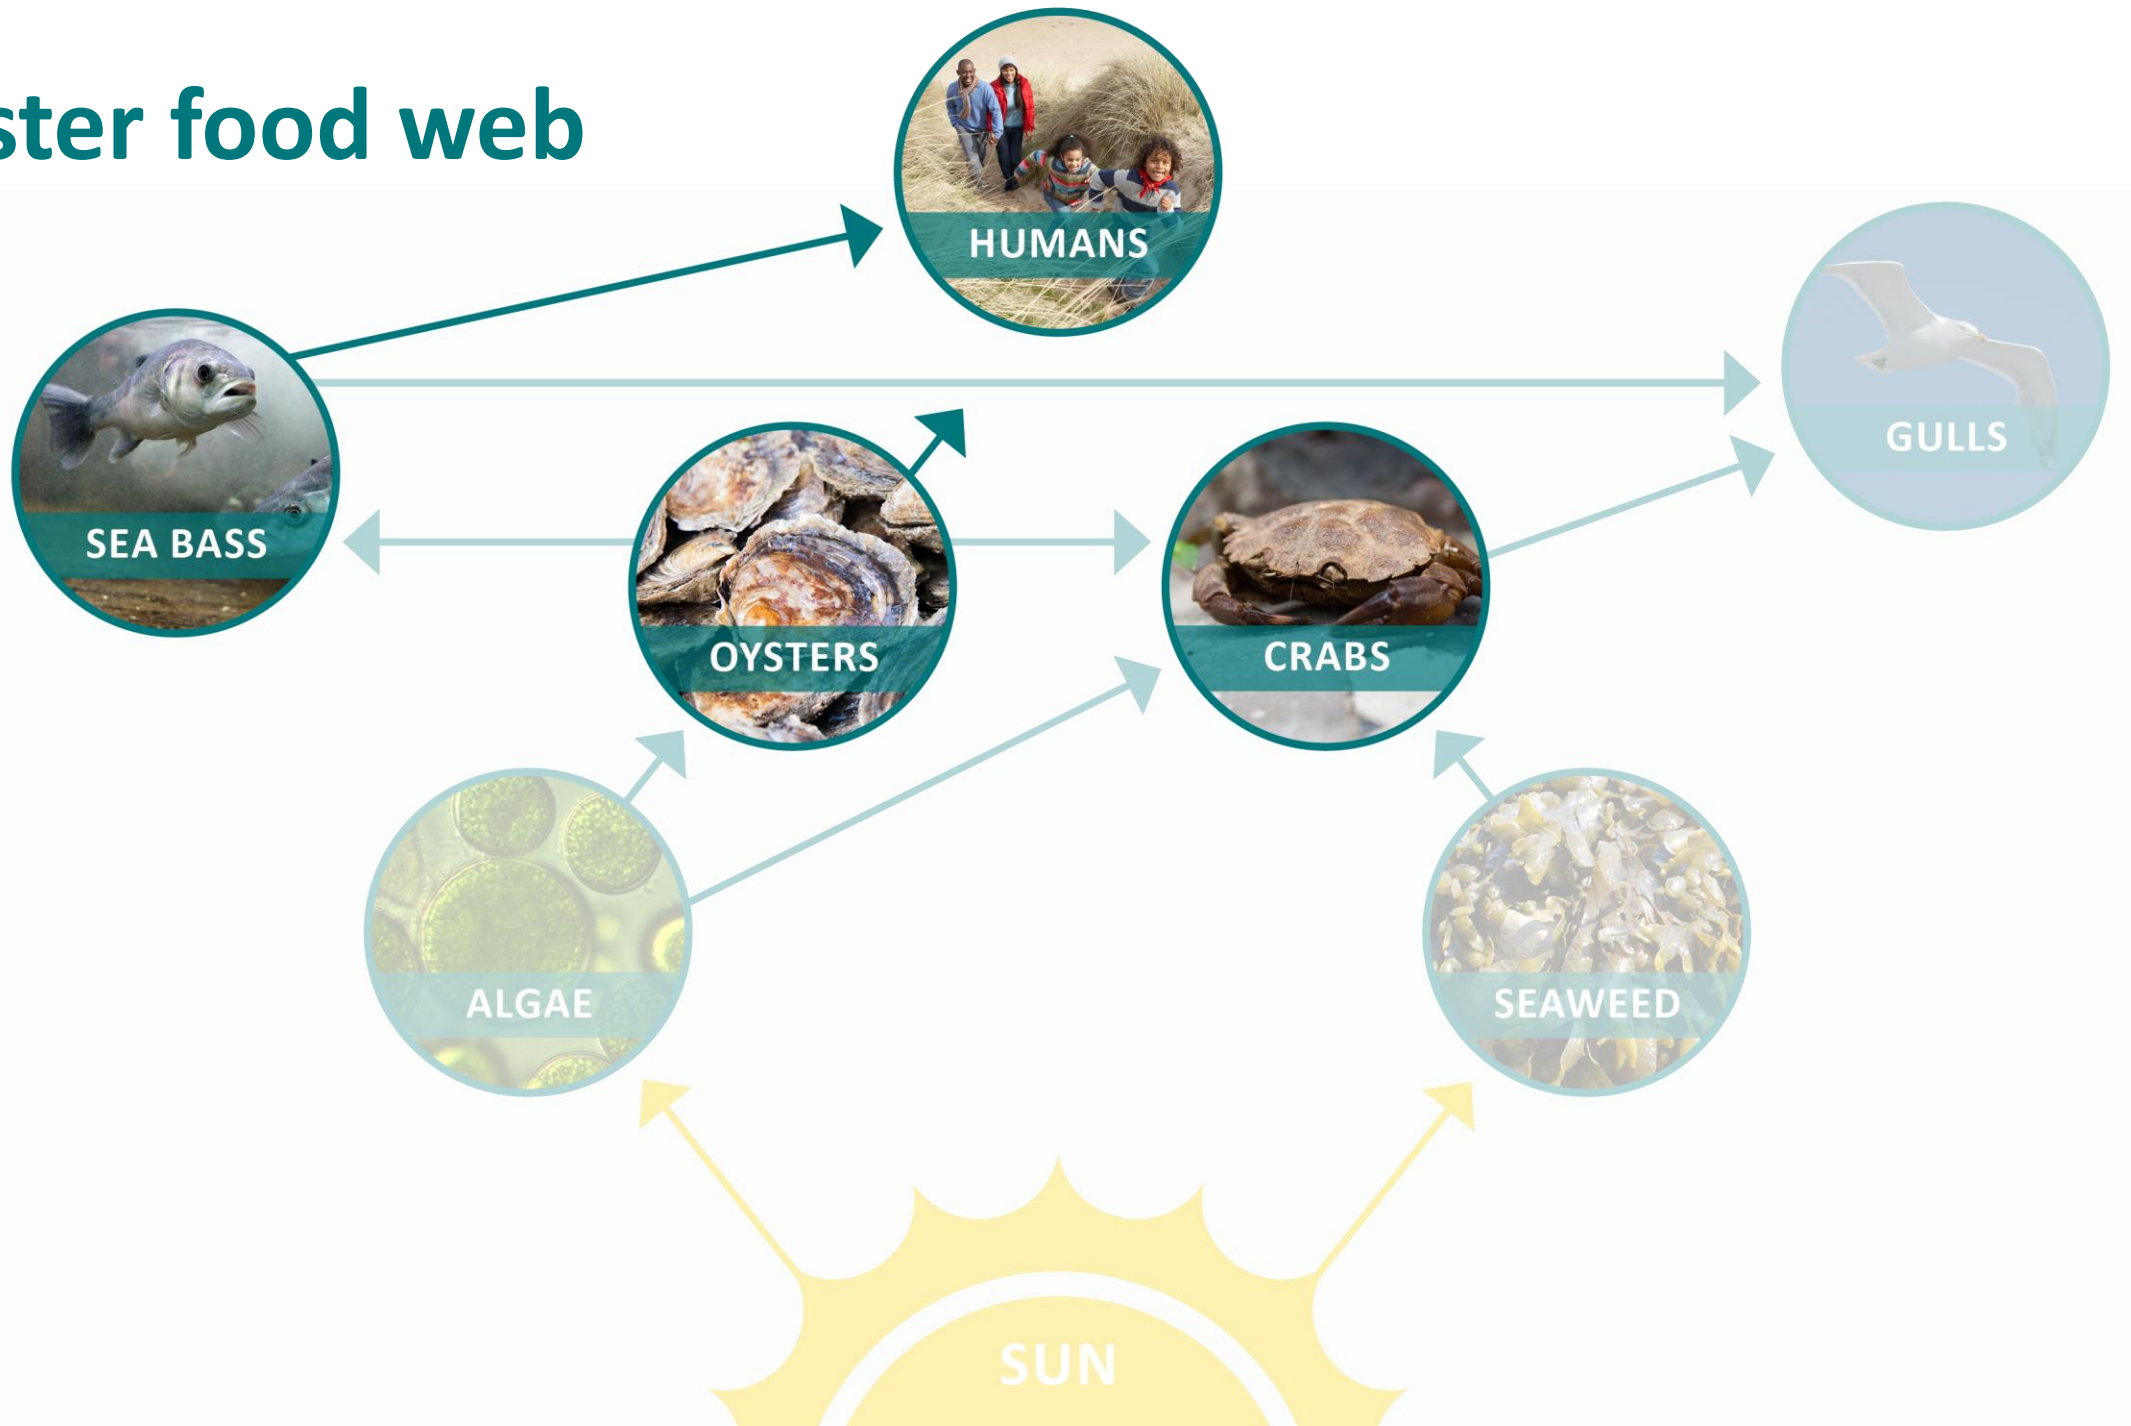 ster food web
HUMANS
GULLS
SEA BASS
OYSTERS
CRABS
ALGAE
SEAWEED
SUN